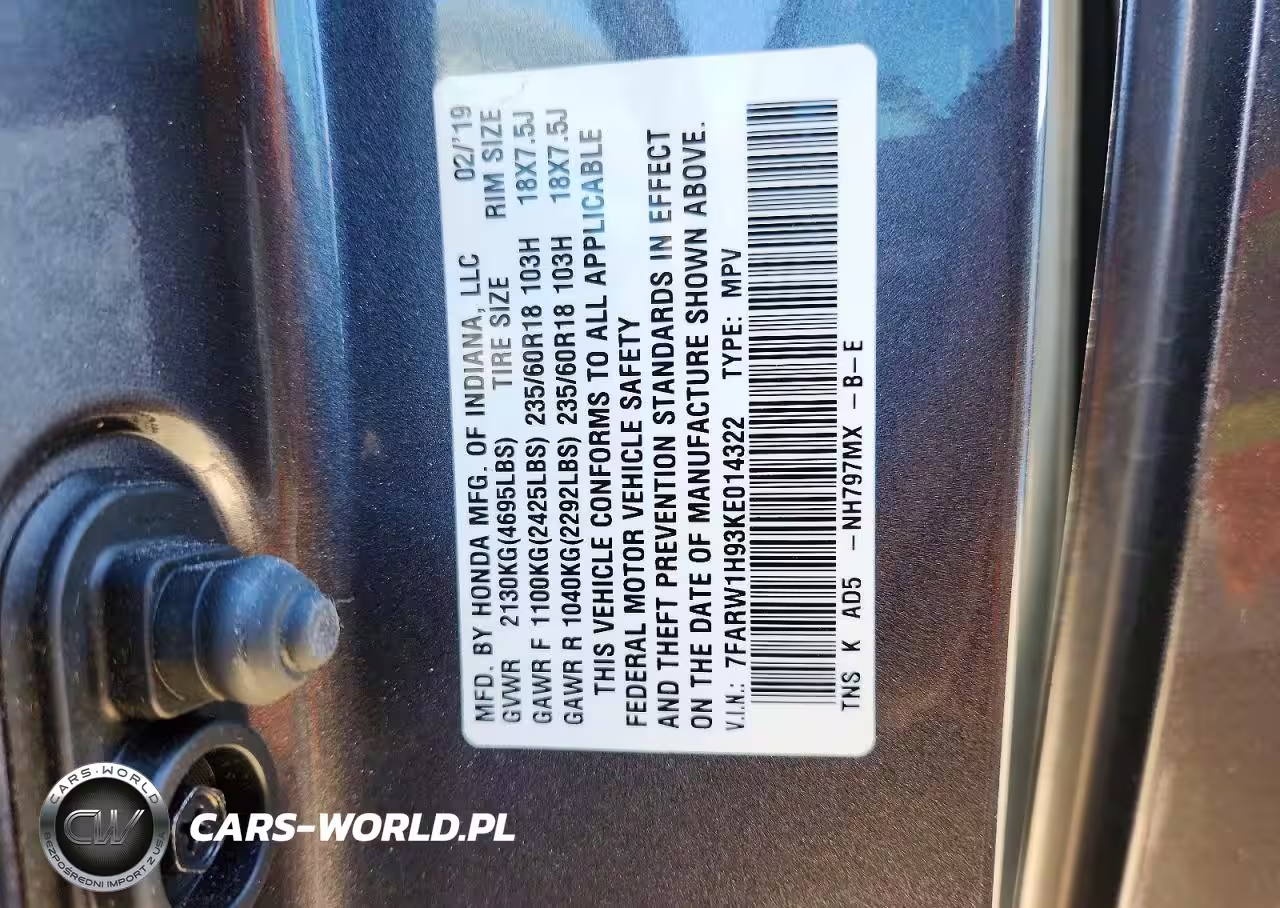 MFD. BY HONDA MFG. OF INDIANA, LLC 02/'19
GVWR 2130KG(4695LBS) TIRE SIZE RIM SIZE
GAWR F 1100KG(2425LBS) 235/60R18 103H 18X7.5J
GAWR R 1040KG(2292LBS) 235/60R18 103H 18X7.5J
THIS VEHICLE CONFORMS TO ALL APPLICABLE
FEDERAL MOTOR VEHICLE SAFETY
AND THEFT PREVENTION STANDARDS IN EFFECT
ON THE DATE OF MANUFACTURE SHOWN ABOVE.
V.I.N.: 7FARW1H93KE014322 TYPE: MPV
TNS K AD5 -NH797MX -B-E
CARS-WORLD
CW
BEZPOŚREDNI IMPORT Z USA
CARS-WORLD.PL